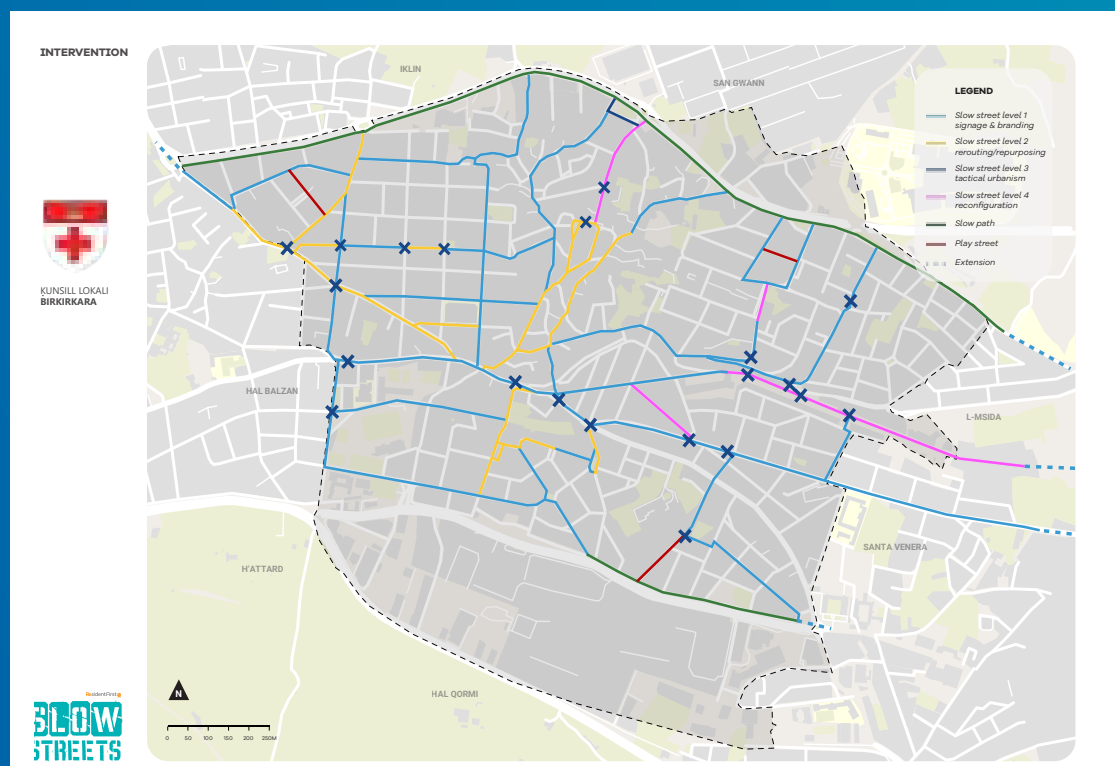 INTERVENTION
IKLIN
SAN GWANN
LEGEND
Slow street level 1
signage & branding
Slow street level 2
rerouting/repurposing
Slow street level 3
tactical urbanism
Slow street level 4
reconfiguration
Slow path
Play street
Extension
KUNSILL LOKALI
BIRKIRKARA
HAL BALZAN
L-MSIDA
SANTA VENERA
H'ATTARD
HAL QORMI
N
0 50 100 150 200 250M
ResidentFirst
SLOW
STREETS